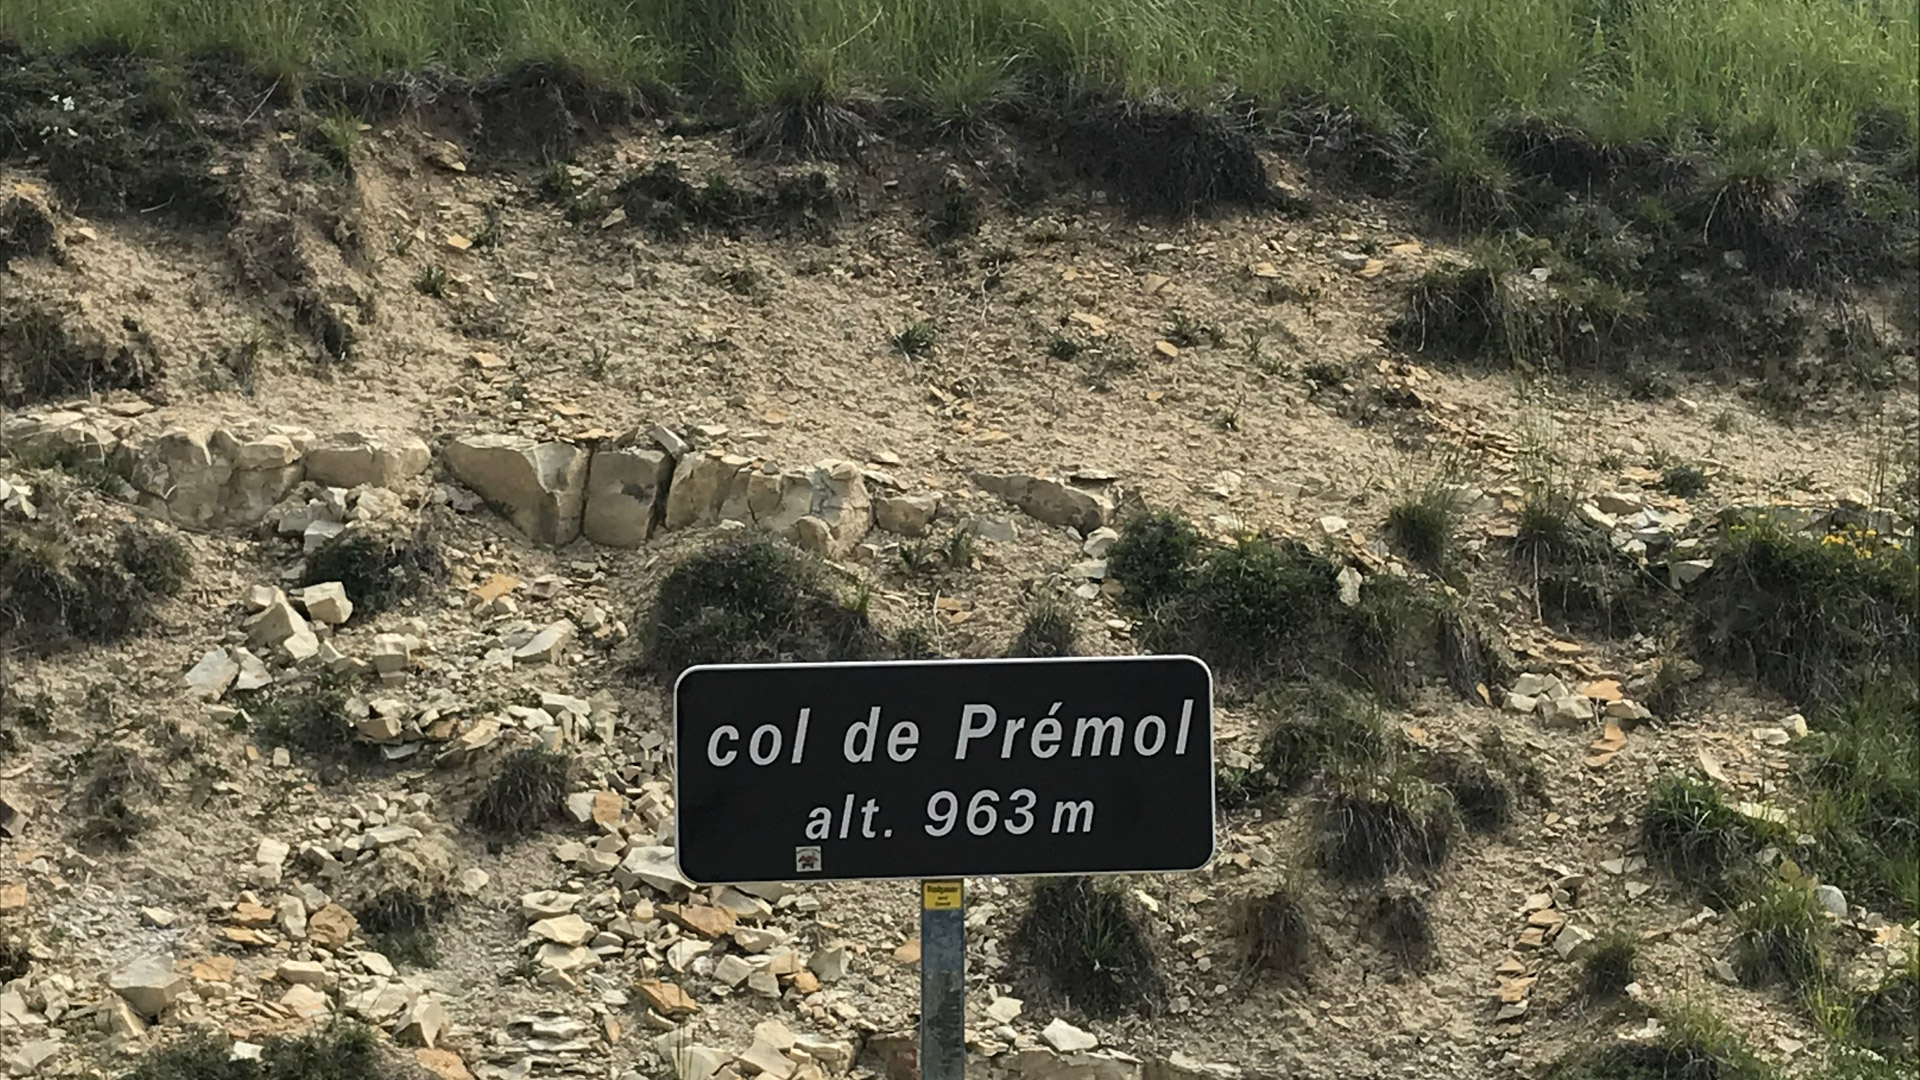 col de Prémol
alt. 963 m